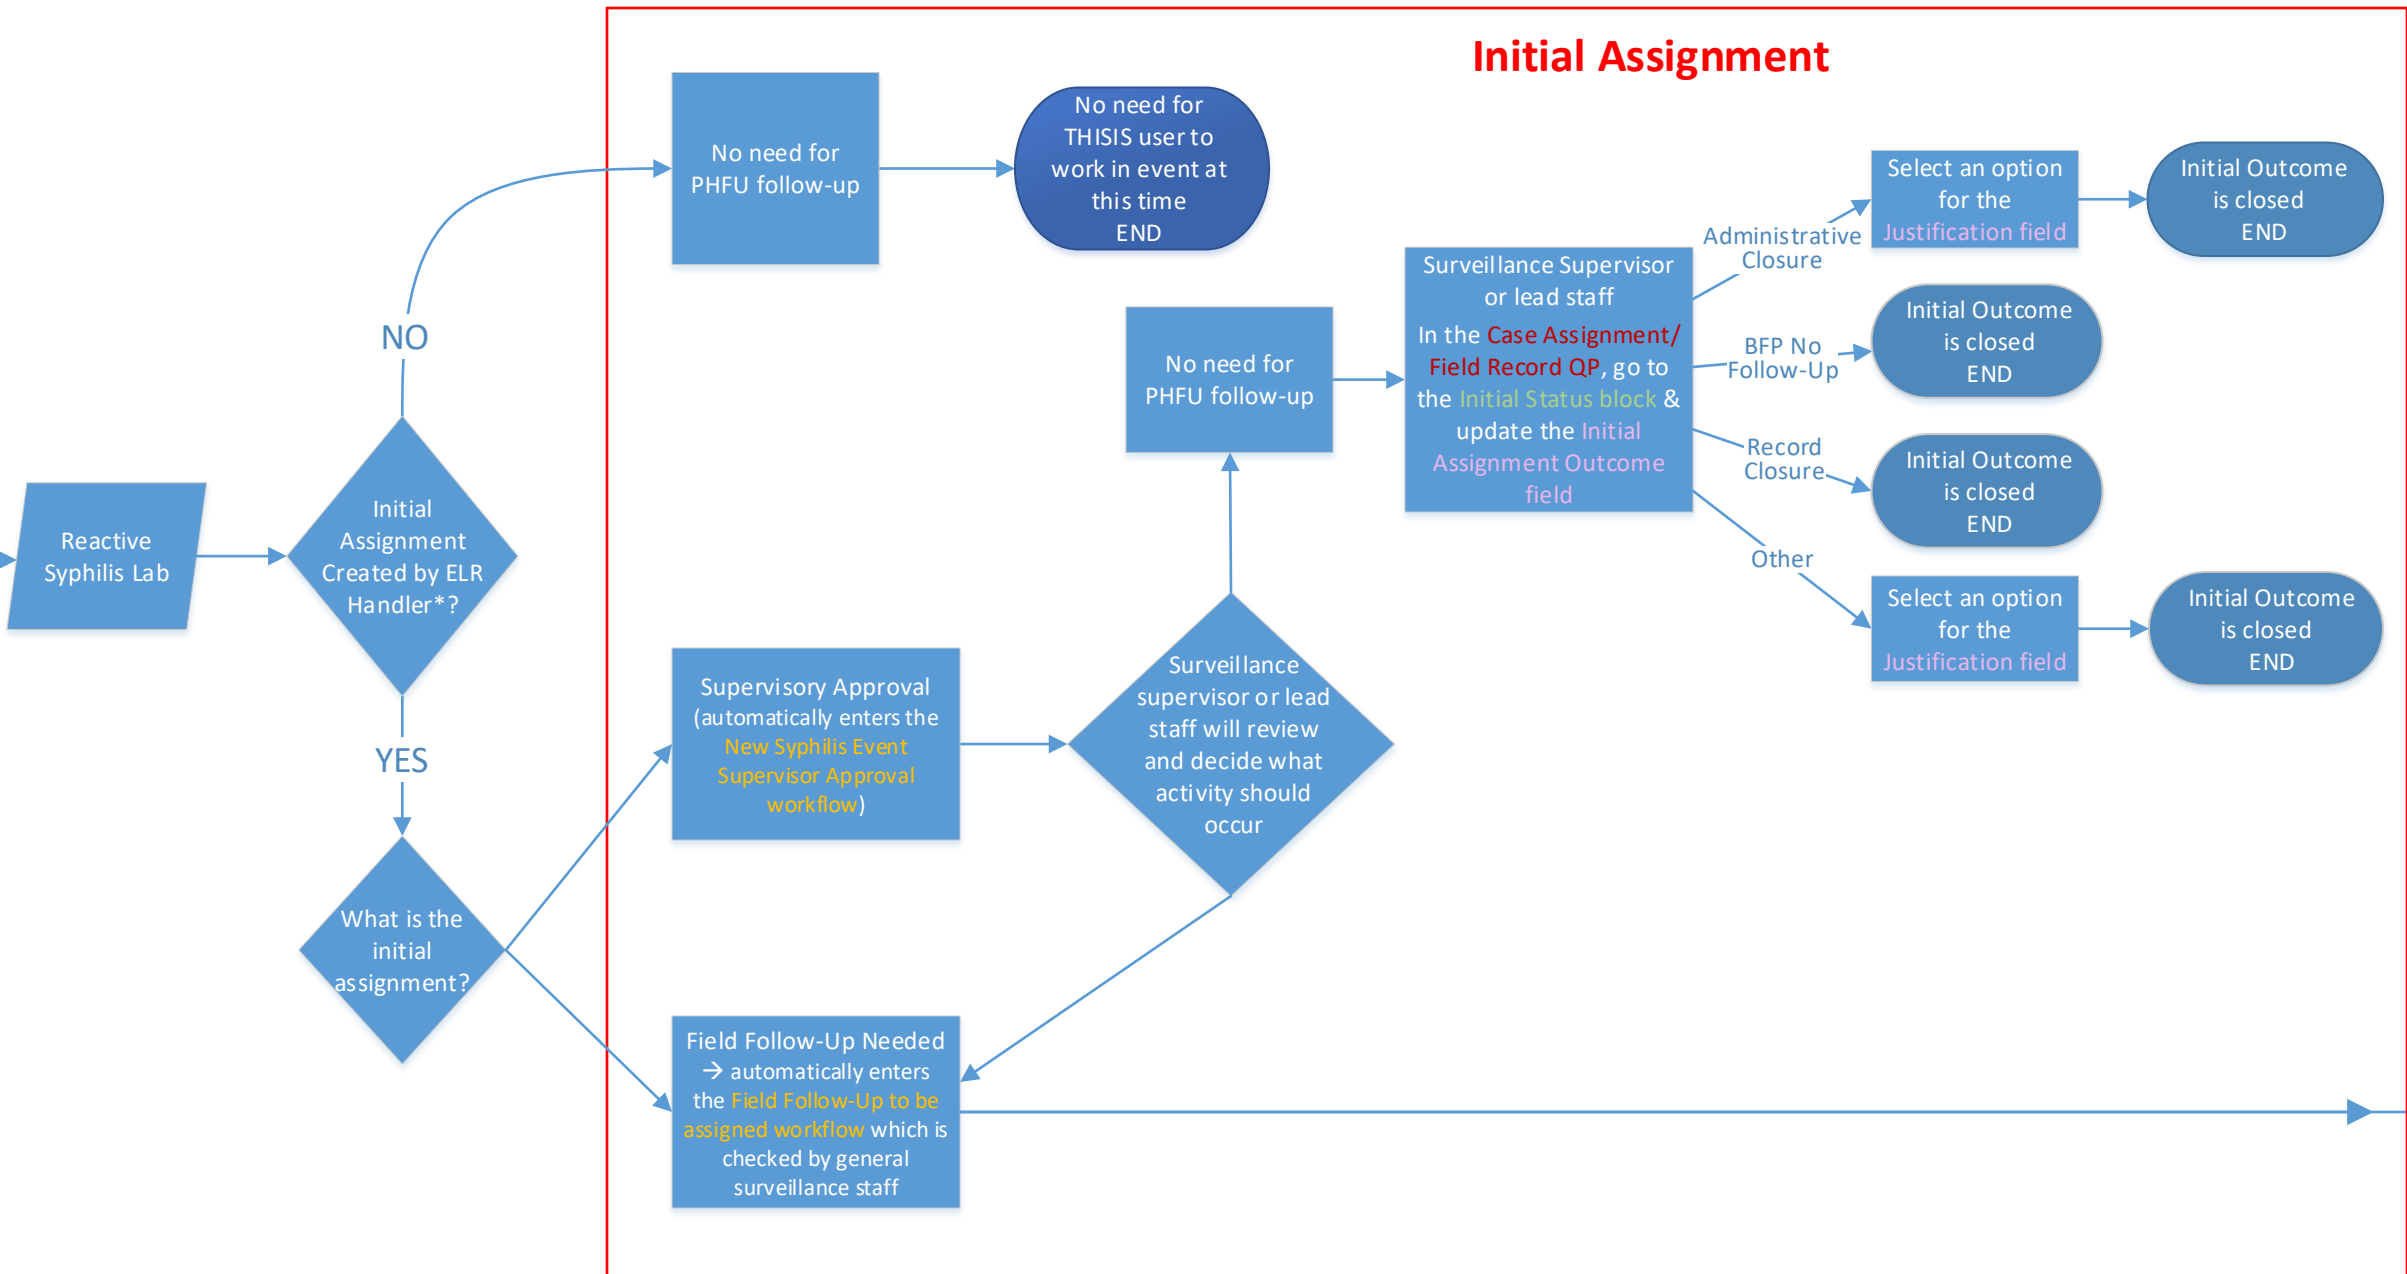 Initial Assignment
No need for
PHFU follow-up
No need for
THISIS user to
work in event at
this time
END
NO
Reactive
Syphilis Lab
Initial
Assignment
Created by ELR
Handler*?
YES
What is the
initial
assignment?
Supervisory Approval
(automatically enters the
New Syphilis Event
Supervisor Approval
workflow)
Field Follow-Up Needed
→ automatically enters
the Field Follow-Up to be
assigned workflow which is
checked by general
surveillance staff
Surveillance
supervisor or lead
staff will review
and decide what
activity should
occur
No need for
PHFU follow-up
Surveillance Supervisor
or lead staff
In the Case Assignment/
Field Record QP, go to
the Initial Status block &
update the Initial
Assignment Outcome
field
Administrative
Closure
Select an option
for the
Justification field
Initial Outcome
is closed
END
BFP No
Follow-Up
Initial Outcome
is closed
END
Record
Closure
Initial Outcome
is closed
END
Other
Select an option
for the
Justification field
Initial Outcome
is closed
END